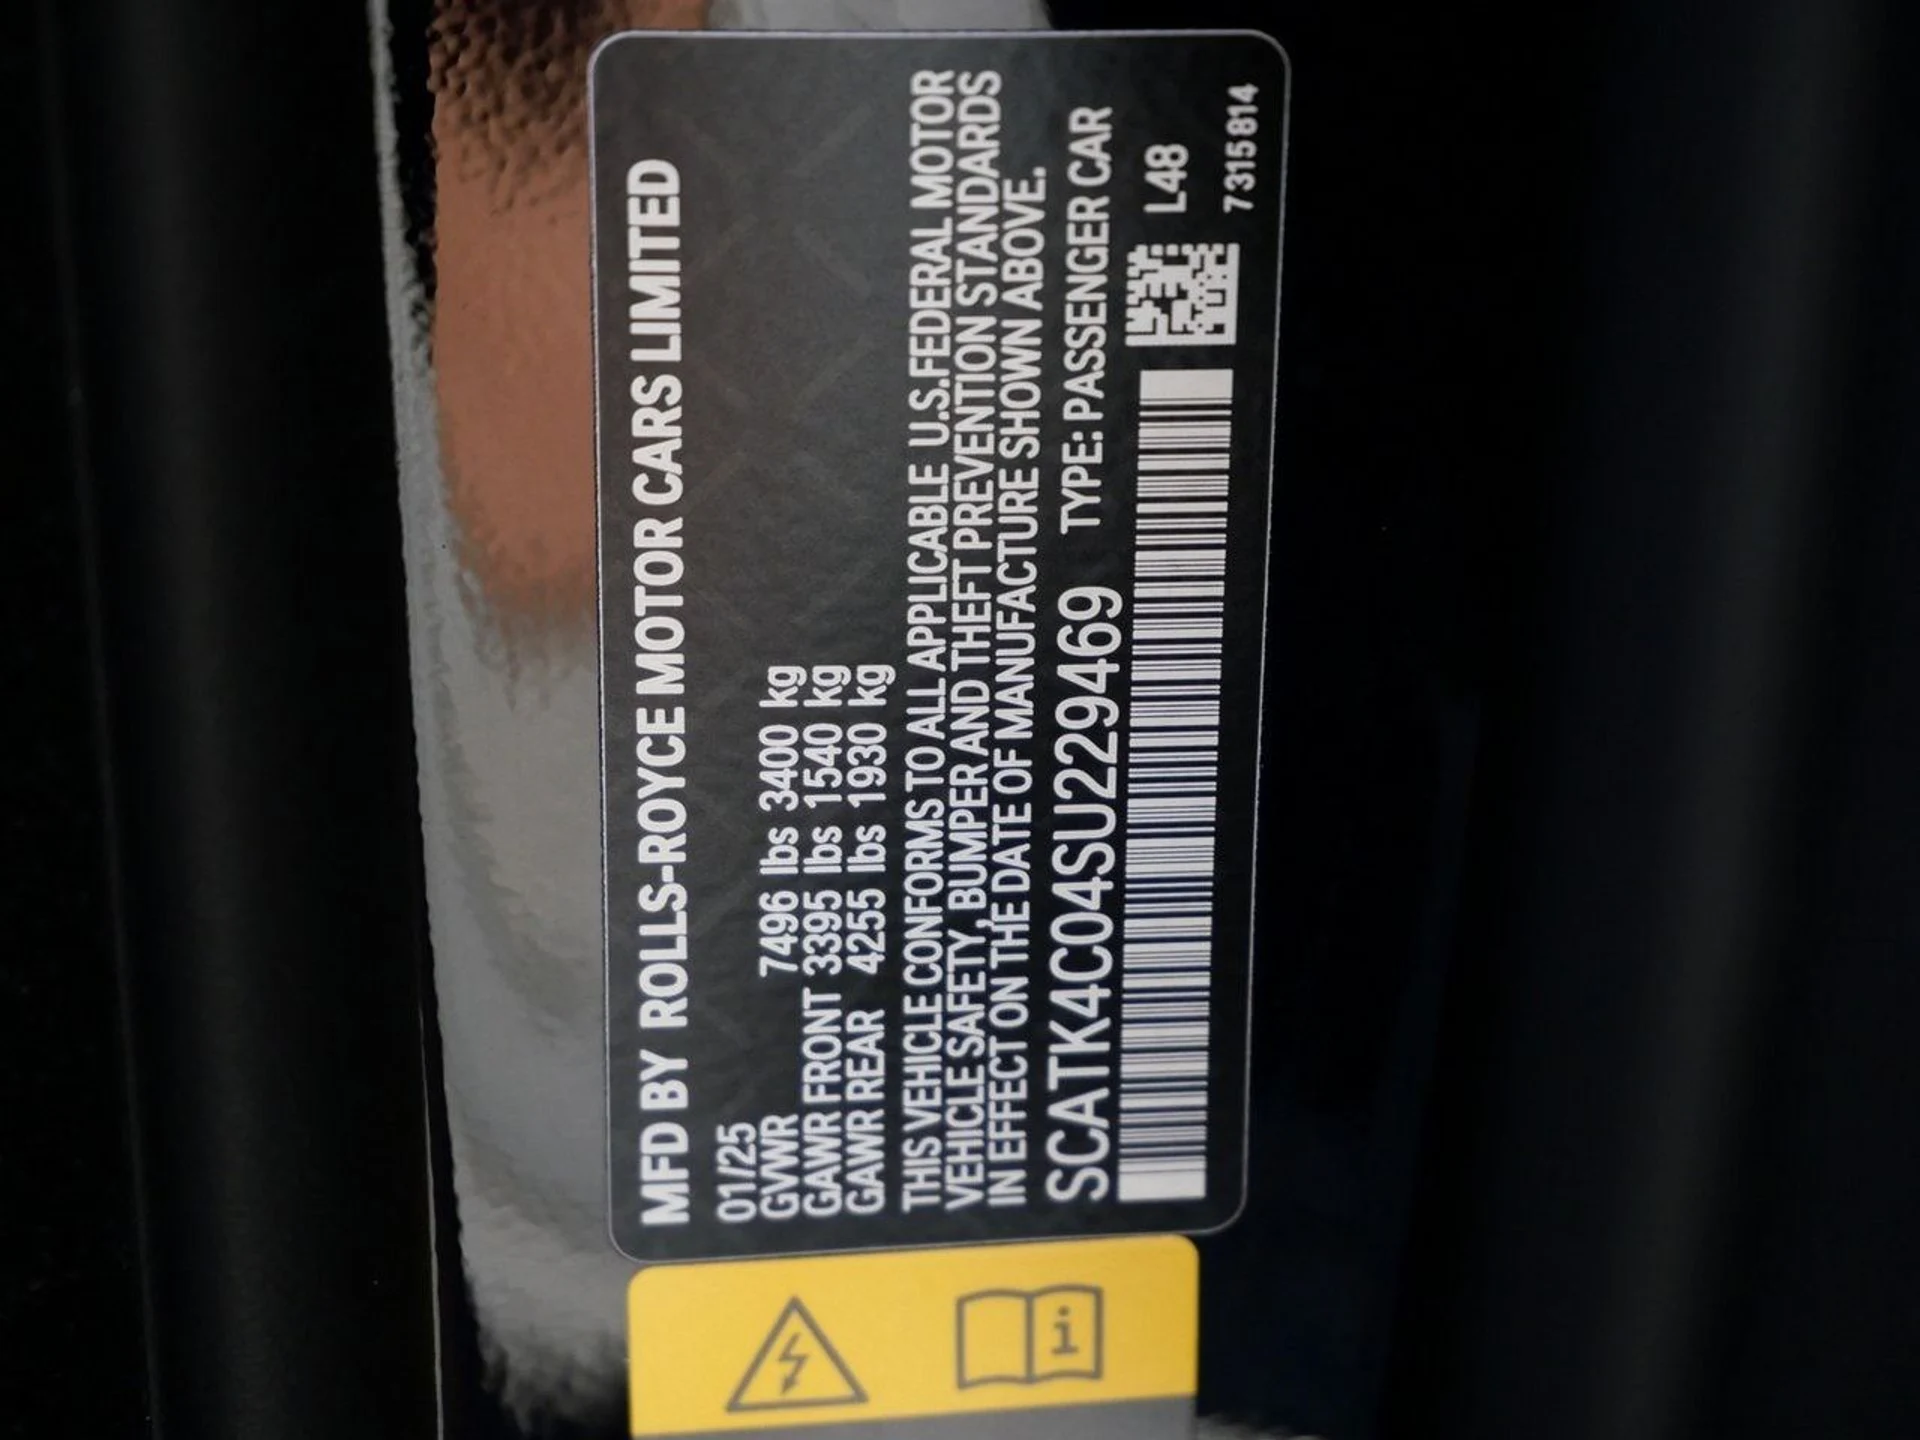 MFD BY ROLLS-ROYCE MOTOR CARS LIMITED
01/25
GVWR 7496 lbs 3400 kg
GAWR FRONT 3395 lbs 1540 kg
GAWR REAR 4255 lbs 1930 kg
THIS VEHICLE CONFORMS TO ALL APPLICABLE U.S.FEDERAL MOTOR
VEHICLE SAFETY, BUMPER AND THEFT PREVENTION STANDARDS
IN EFFECT ON THE DATE OF MANUFACTURE SHOWN ABOVE.
SCATK4C04SU229469 TYPE: PASSENGER CAR
L48
7315814
i